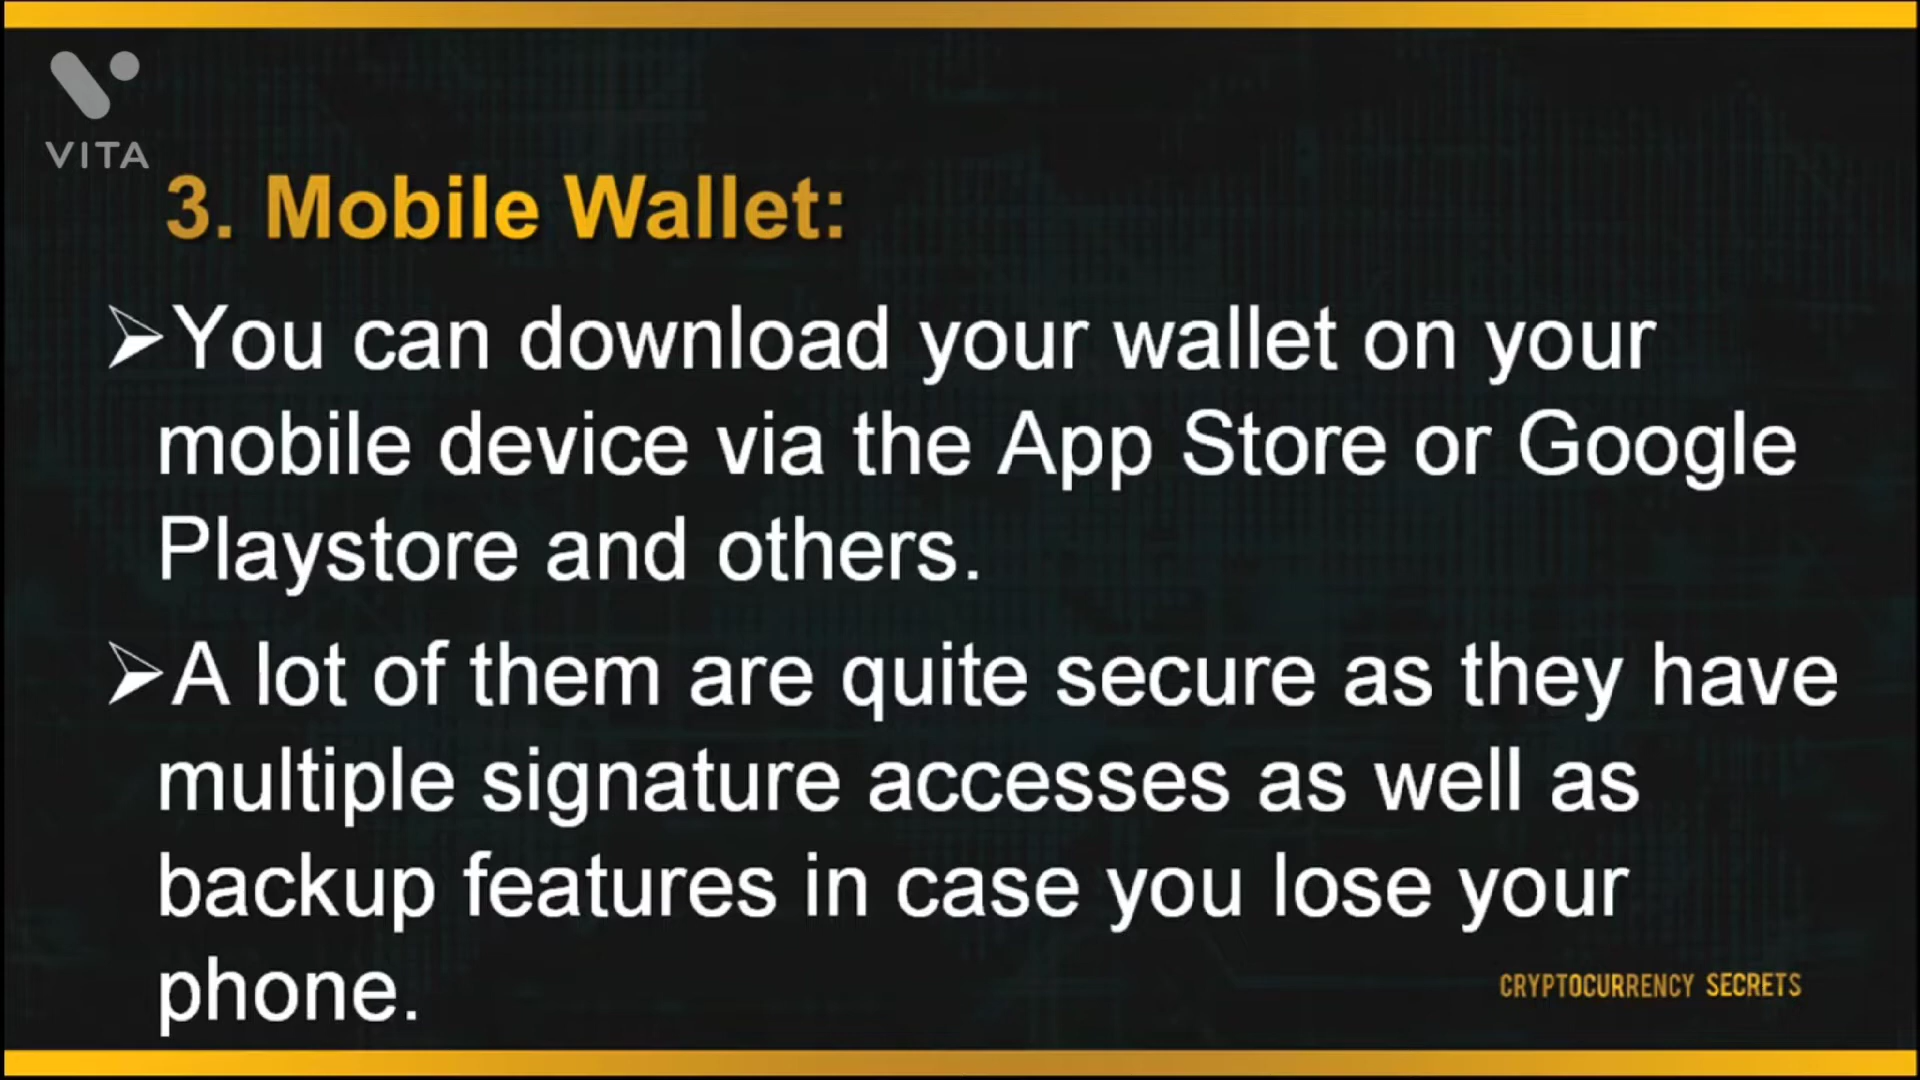 VITA
3. Mobile Wallet:
➢You can download your wallet on your
mobile device via the App Store or Google
Playstore and others.
➢A lot of them are quite secure as they have
multiple signature accesses as well as
backup features in case you lose your
phone.
CRYPTOCURRENCY SECRETS